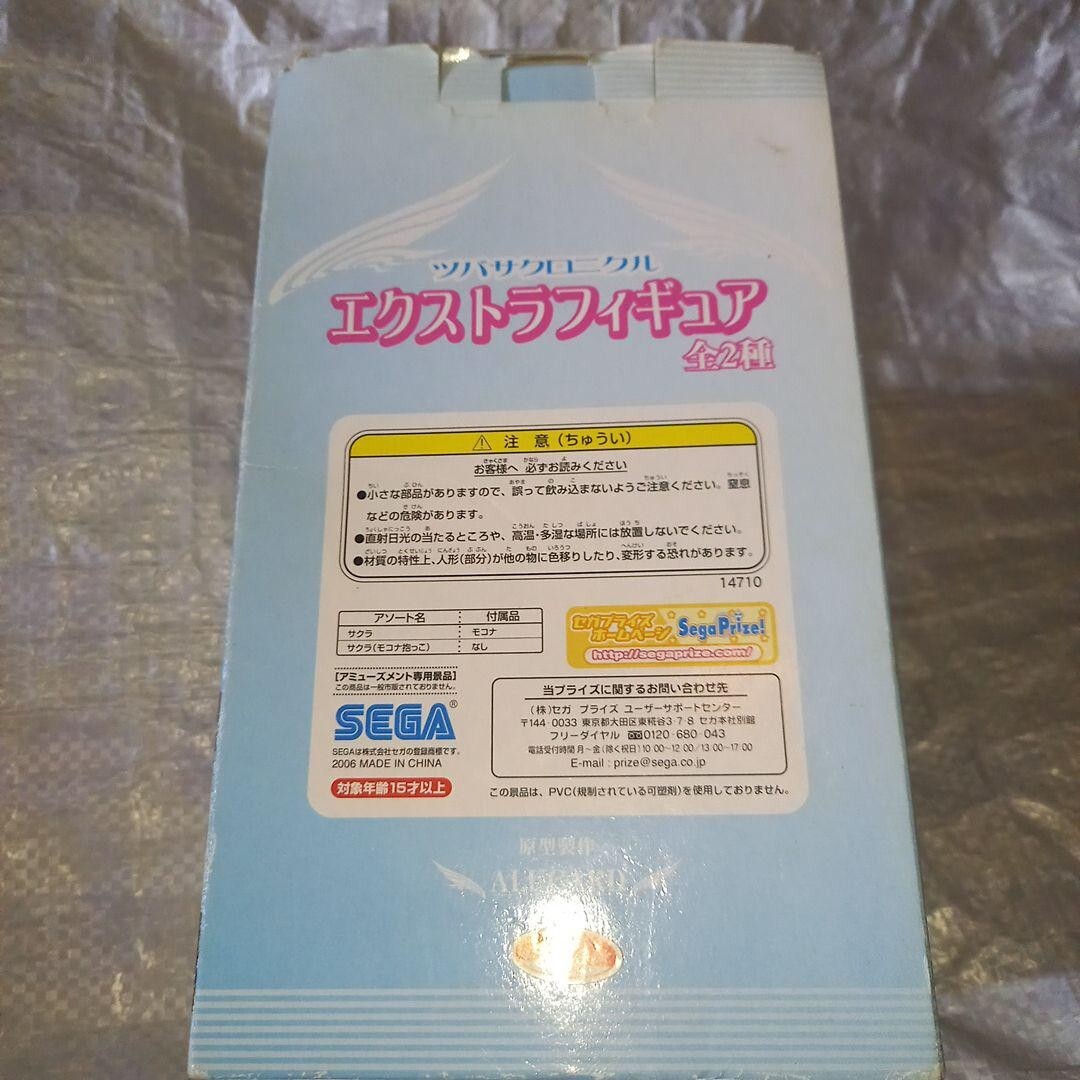 ツバサクロニクル
エクストラフィギュア
全2種
⚠ 注 意(ちゅうい)
お客様へ 必ずお読みください
●小さな部品がありますので、誤って飲み込まないようご注意ください。窒息
などの危険があります。
●直射日光の当たるところや、高温・多湿な場所には放置しないでください。
●材質の特性上、人形(部分)が他の物に色移りしたり、変形する恐れがあります。
14710
アソート名 付属品
サクラ モコナ
サクラ(モコナ抱っこ) なし
セガプライズ
ホームページ SegaPrize!
http://segaprize.com/
[アミューズメント専用景品]
この商品は一般市販されておりません。
SEGA®
SEGAは株式会社セガの登録商標です。
2006 MADE IN CHINA
対象年齢15才以上
当プライズに関するお問い合わせ先
(株)セガ プライズ ユーザーサポートセンター
〒144-0033 東京都大田区東糀谷3-7-8 セガ本社別館
フリーダイヤル 0120-680-043
電話受付時間 月~金(除く祝日) 10:00~12:00/13:00~17:00
E-mail : prize@sega.co.jp
この景品は、PVC(規制されている可塑剤)を使用しておりません。
原型製作
ALEGARD